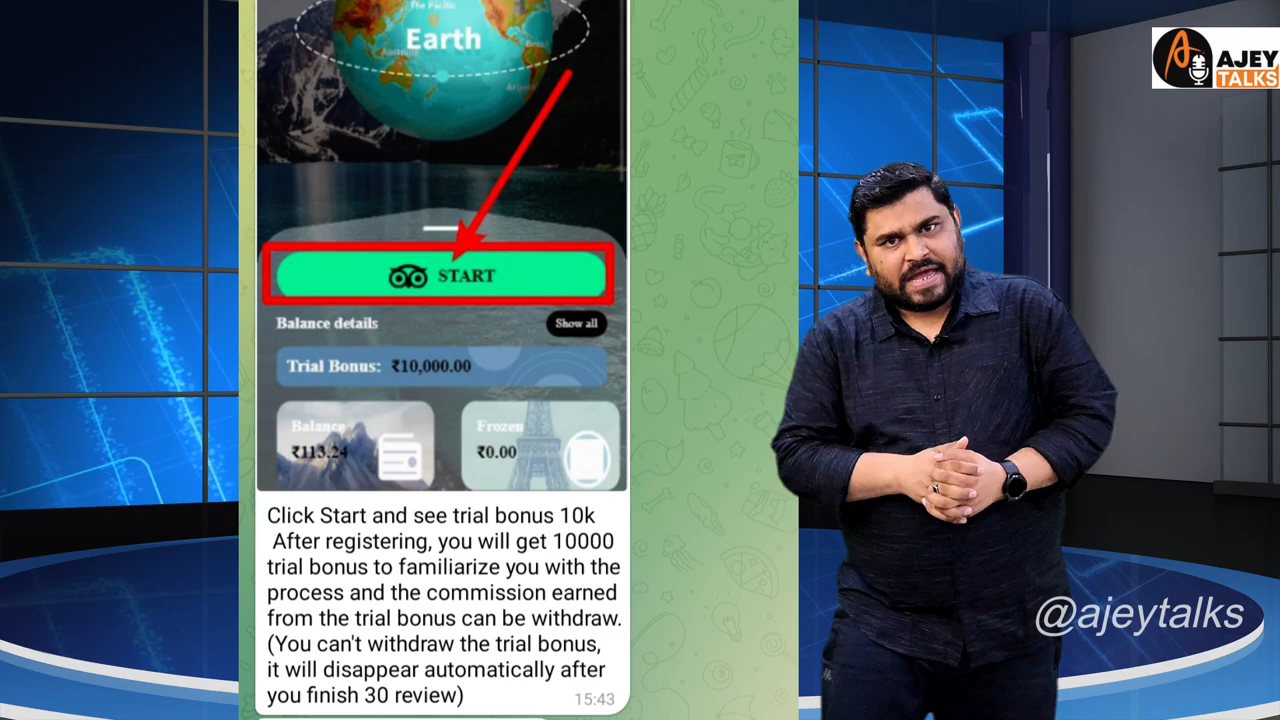 The Pacific
Earth
Australia
AJEY
TALKS
START
Balance details
Show all
Trial Bonus: ₹10,000.00
Balance
₹113.24
Frozen
₹0.00
Click Start and see trial bonus 10k
After registering, you will get 10000
trial bonus to familiarize you with the
process and the commission earned
from the trial bonus can be withdraw.
(You can't withdraw the trial bonus,
it will disappear automatically after
you finish 30 review)
15:43
@ajeytalks